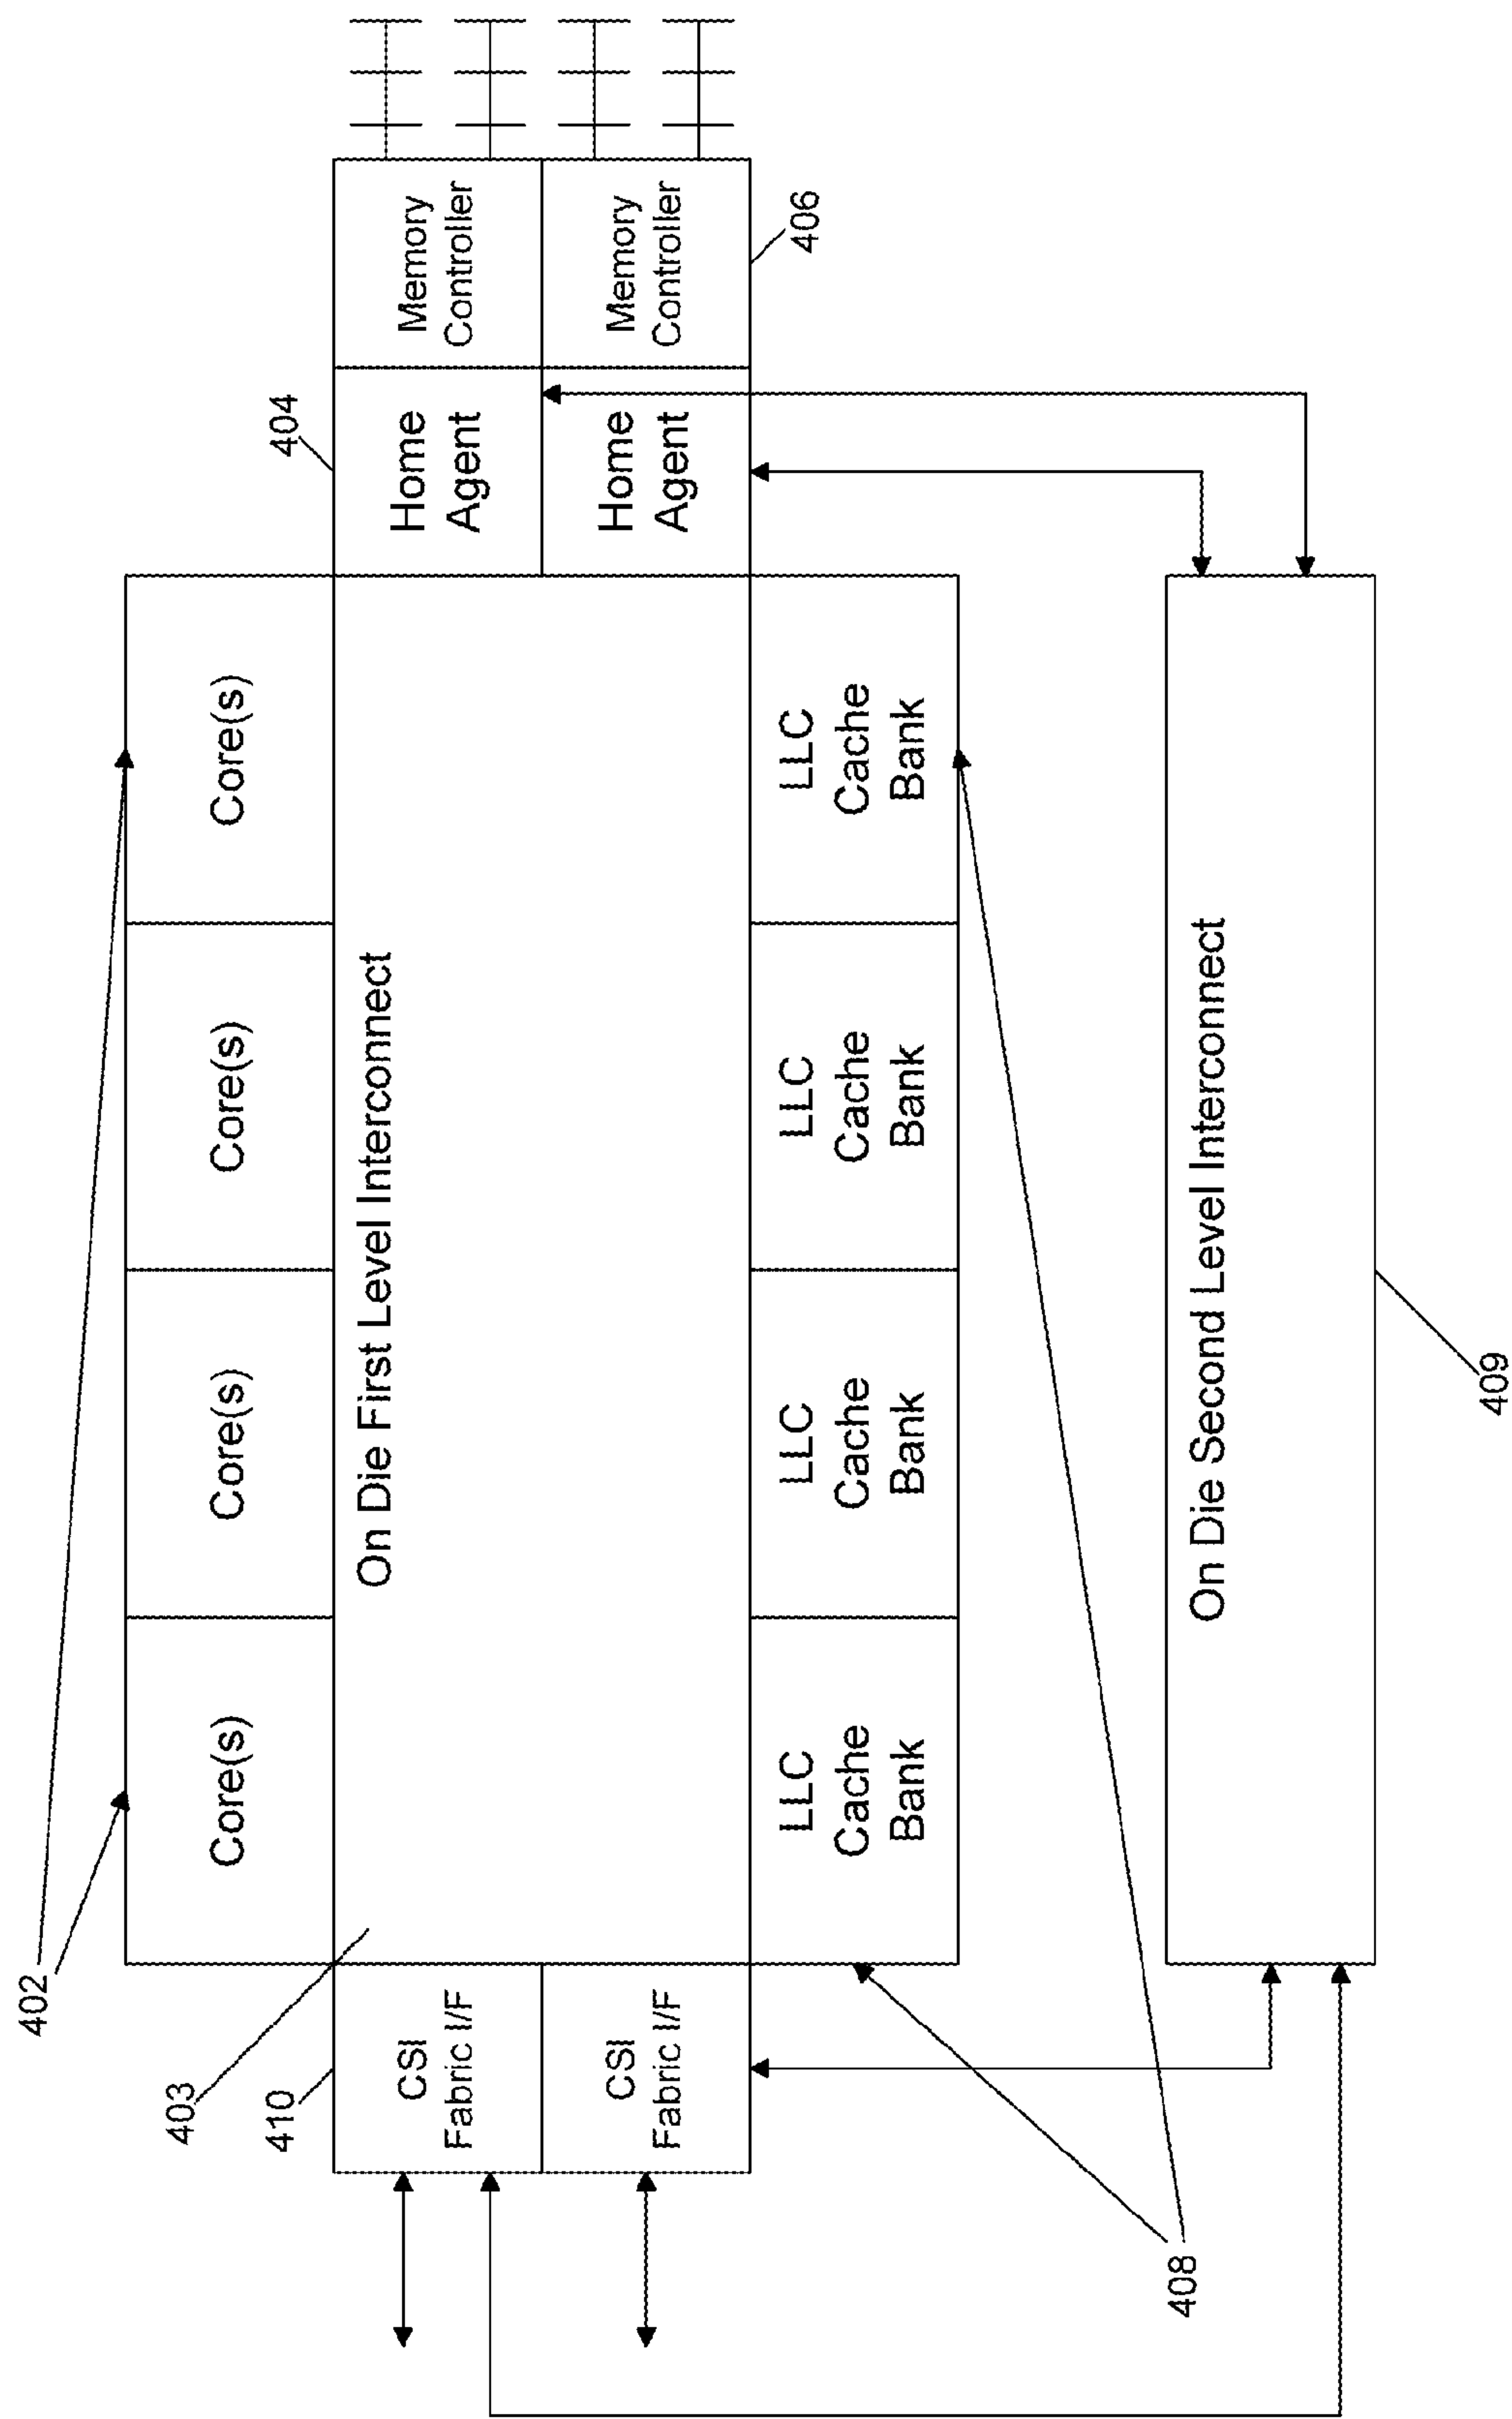 402
Core(s)
Core(s)
Core(s)
Core(s)
403
410
404
CSI
Fabric I/F
CSI
Fabric I/F
On Die First Level Interconnect
Home
Agent
Home
Agent
Memory
Controller
Memory
Controller
406
LLC
Cache
Bank
LLC
Cache
Bank
LLC
Cache
Bank
LLC
Cache
Bank
408
On Die Second Level Interconnect
409